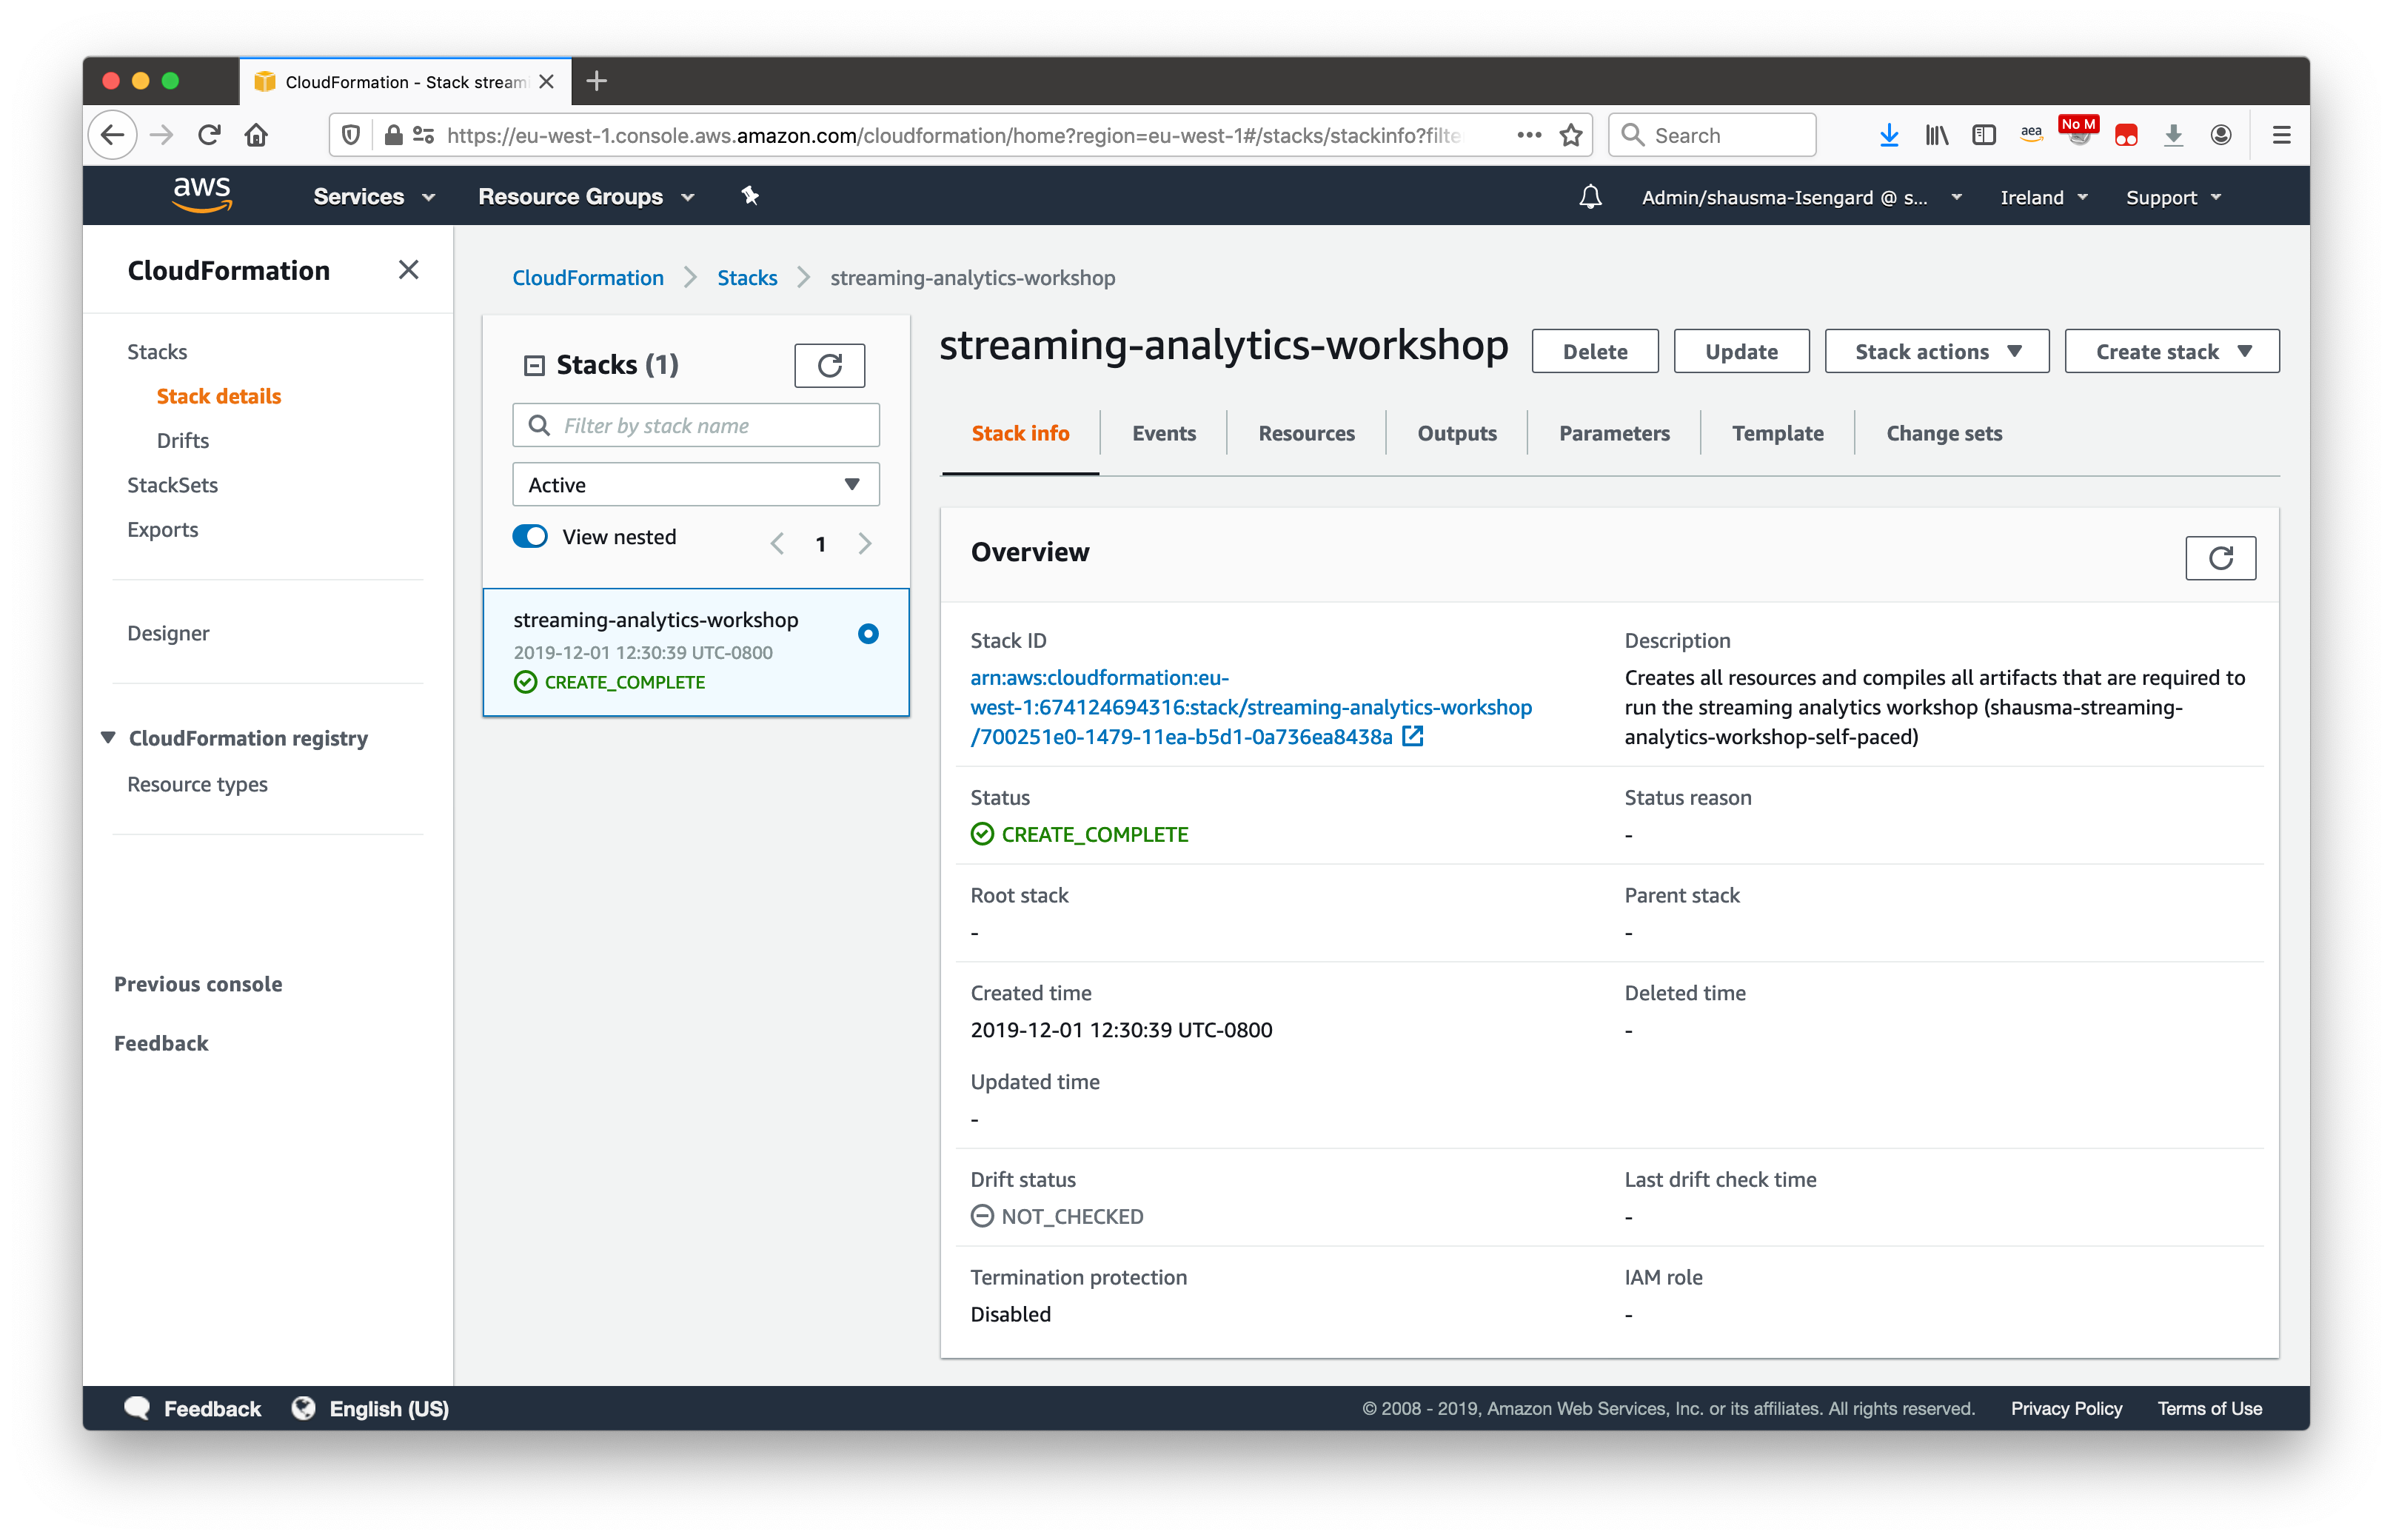 CloudFormation - Stack stream
https://eu-west-1.console.aws.amazon.com/cloudformation/home?region=eu-west-1#/stacks/stackinfo?filte
Search
aea
No M
aws
Services
Resource Groups
Admin/shausma-Isengard @ s...
Ireland
Support
CloudFormation
Stacks
Stack details
Drifts
StackSets
Exports
Designer
CloudFormation registry
Resource types
Previous console
Feedback
CloudFormation
Stacks
streaming-analytics-workshop
Stacks (1)
Filter by stack name
Active
View nested
1
streaming-analytics-workshop
2019-12-01 12:30:39 UTC-0800
CREATE_COMPLETE
streaming-analytics-workshop
Delete
Update
Stack actions
Create stack
Stack info
Events
Resources
Outputs
Parameters
Template
Change sets
Overview
Stack ID
arn:aws:cloudformation:eu-
west-1:674124694316:stack/streaming-analytics-workshop
/700251e0-1479-11ea-b5d1-0a736ea8438a
Description
Creates all resources and compiles all artifacts that are required to
run the streaming analytics workshop (shausma-streaming-
analytics-workshop-self-paced)
Status
CREATE_COMPLETE
Status reason
-
Root stack
-
Parent stack
-
Created time
2019-12-01 12:30:39 UTC-0800
Deleted time
-
Updated time
-
Drift status
NOT_CHECKED
Last drift check time
-
Termination protection
Disabled
IAM role
-
Feedback
English (US)
© 2008 - 2019, Amazon Web Services, Inc. or its affiliates. All rights reserved.
Privacy Policy
Terms of Use